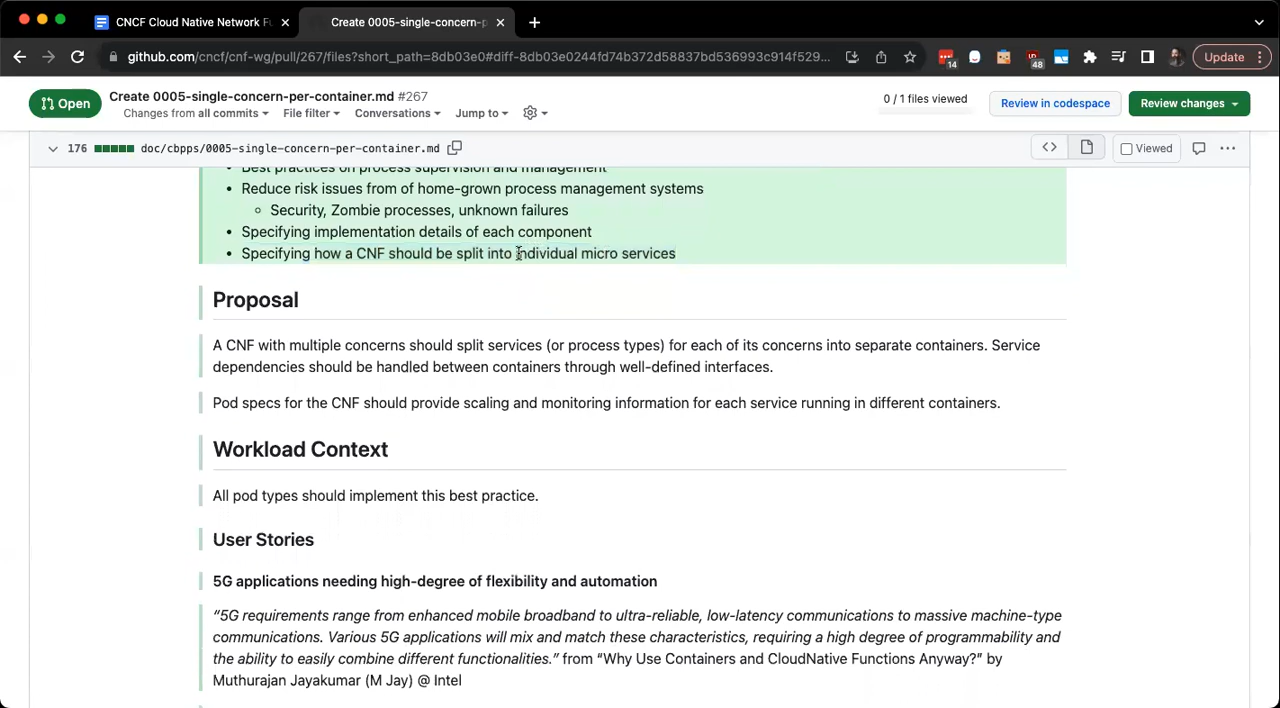 CNCF Cloud Native Network Fu
Create 0005-single-concern-p
github.com/cncf/cnf-wg/pull/267/files?short_path=8db03e0#diff-8db03e0244fd74b372d58837bd536993c914f529...
14
48
Update
Open
Create 0005-single-concern-per-container.md #267
Changes from all commits
File filter
Conversations
Jump to
0 / 1 files viewed
Review in codespace
Review changes
176
doc/cbpps/0005-single-concern-per-container.md
Viewed
• Best practices on process supervision and management
• Reduce risk issues from of home-grown process management systems
◦ Security, Zombie processes, unknown failures
• Specifying implementation details of each component
• Specifying how a CNF should be split into individual micro services
Proposal
A CNF with multiple concerns should split services (or process types) for each of its concerns into separate containers. Service
dependencies should be handled between containers through well-defined interfaces.
Pod specs for the CNF should provide scaling and monitoring information for each service running in different containers.
Workload Context
All pod types should implement this best practice.
User Stories
5G applications needing high-degree of flexibility and automation
“5G requirements range from enhanced mobile broadband to ultra-reliable, low-latency communications to massive machine-type
communications. Various 5G applications will mix and match these characteristics, requiring a high degree of programmability and
the ability to easily combine different functionalities.” from “Why Use Containers and CloudNative Functions Anyway?” by
Muthurajan Jayakumar (M Jay) @ Intel